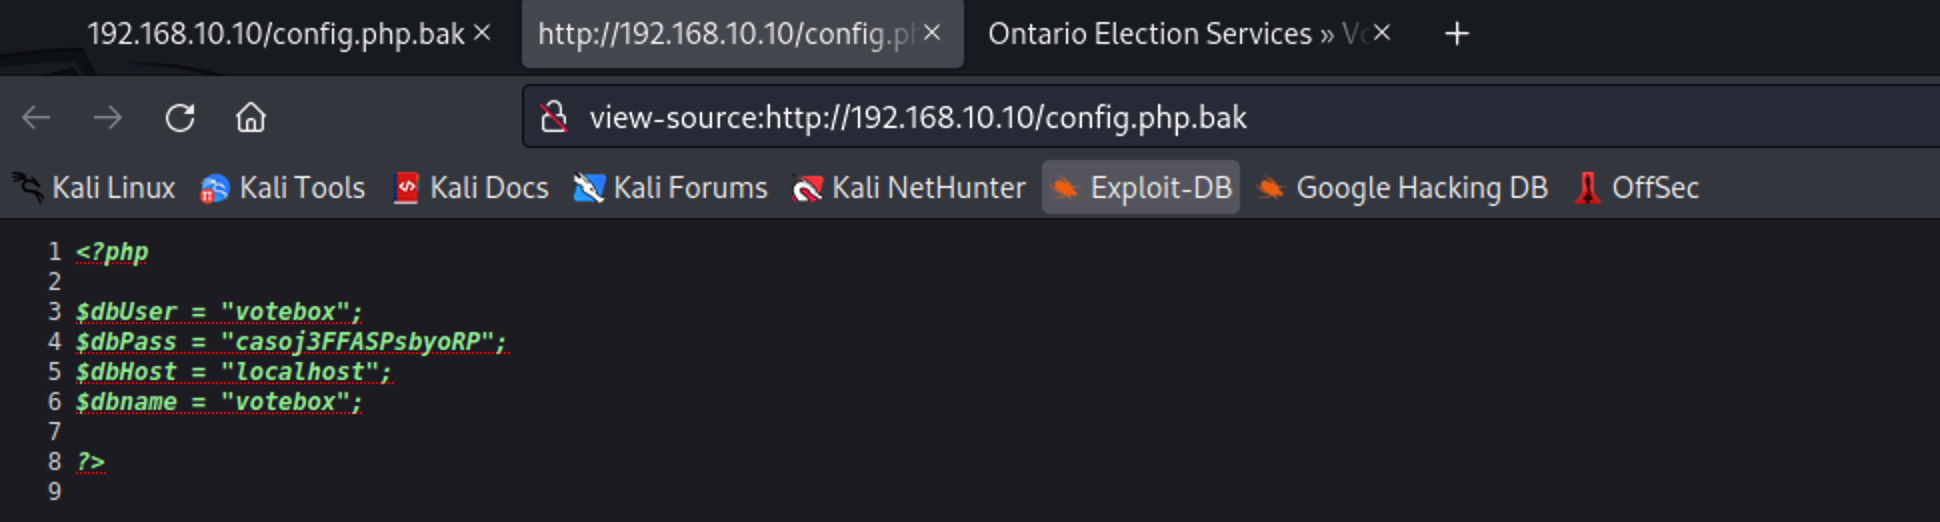 192.168.10.10/config.php.bak
http://192.168.10.10/config.ph
Ontario Election Services » Vo
view-source:http://192.168.10.10/config.php.bak
Kali Linux
Kali Tools
Kali Docs
Kali Forums
Kali NetHunter
Exploit-DB
Google Hacking DB
OffSec
1 <?php
2
3 $dbUser = "votebox";
4 $dbPass = "casoj3FFASPsbyoRP";
5 $dbHost = "localhost";
6 $dbname = "votebox";
7
8 ?>
9